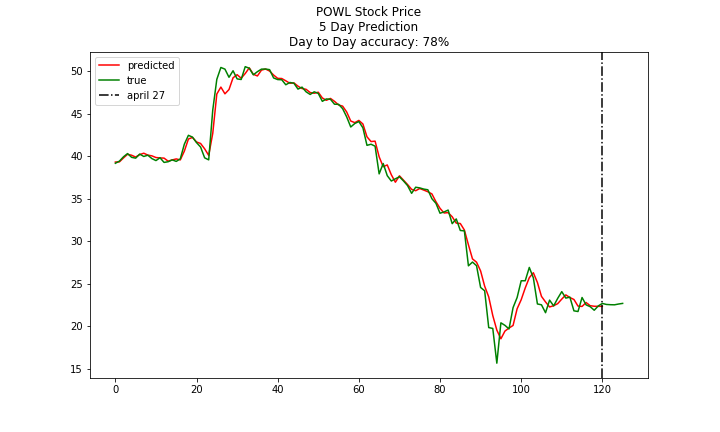 POWL Stock Price
5 Day Prediction
Day to Day accuracy: 78%
predicted
true
april 27
50
45
40
35
30
25
20
15
0 20 40 60 80 100 120